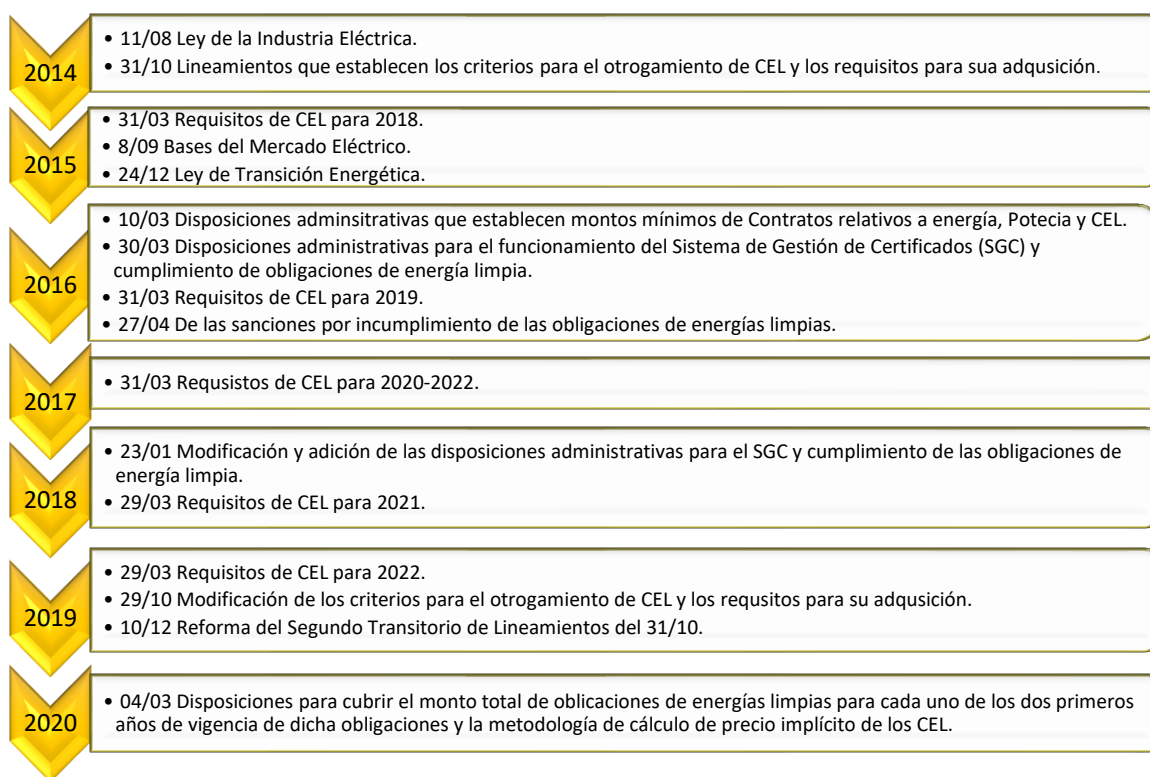 2014
• 11/08 Ley de la Industria Eléctrica.
• 31/10 Lineamientos que establecen los criterios para el otrogamiento de CEL y los requisitos para sua adqusición.
2015
• 31/03 Requisitos de CEL para 2018.
• 8/09 Bases del Mercado Eléctrico.
• 24/12 Ley de Transición Energética.
2016
• 10/03 Disposiciones adminsitrativas que establecen montos mínimos de Contratos relativos a energía, Potecia y CEL.
• 30/03 Disposiciones administrativas para el funcionamiento del Sistema de Gestión de Certificados (SGC) y
cumplimiento de obligaciones de energía limpia.
• 31/03 Requisitos de CEL para 2019.
• 27/04 De las sanciones por incumplimiento de las obligaciones de energías limpias.
2017
• 31/03 Requsistos de CEL para 2020-2022.
2018
• 23/01 Modificación y adición de las disposiciones administrativas para el SGC y cumplimiento de las obligaciones de
energía limpia.
• 29/03 Requisitos de CEL para 2021.
2019
• 29/03 Requisitos de CEL para 2022.
• 29/10 Modificación de los criterios para el otrogamiento de CEL y los requsitos para su adqusición.
• 10/12 Reforma del Segundo Transitorio de Lineamientos del 31/10.
2020
• 04/03 Disposiciones para cubrir el monto total de oblicaciones de energías limpias para cada uno de los dos primeros
años de vigencia de dicha obligaciones y la metodología de cálculo de precio implícito de los CEL.